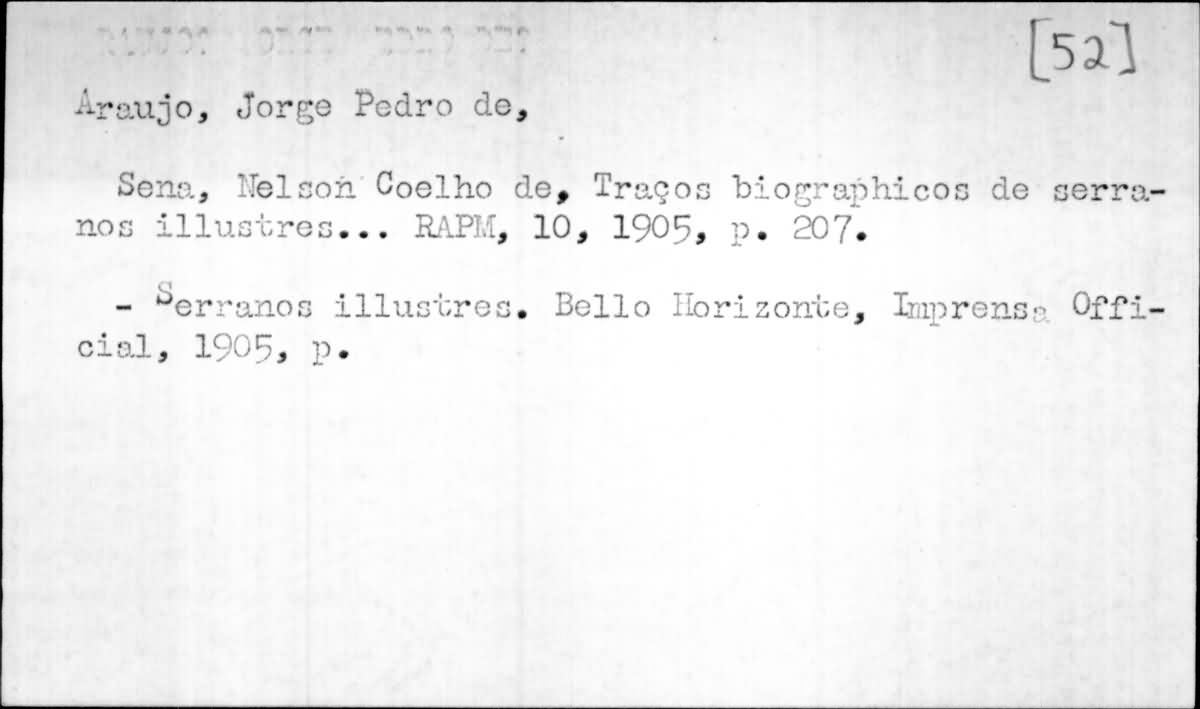 [52]
Araujo, Jorge Pedro de,
Sena, Nelson Coelho de, Traços biographicos de serra-
nos illustres... RAPM, 10, 1905, p. 207.
- Serranos illustres. Bello Horizonte, Imprensa Offi-
cial, 1905, p.